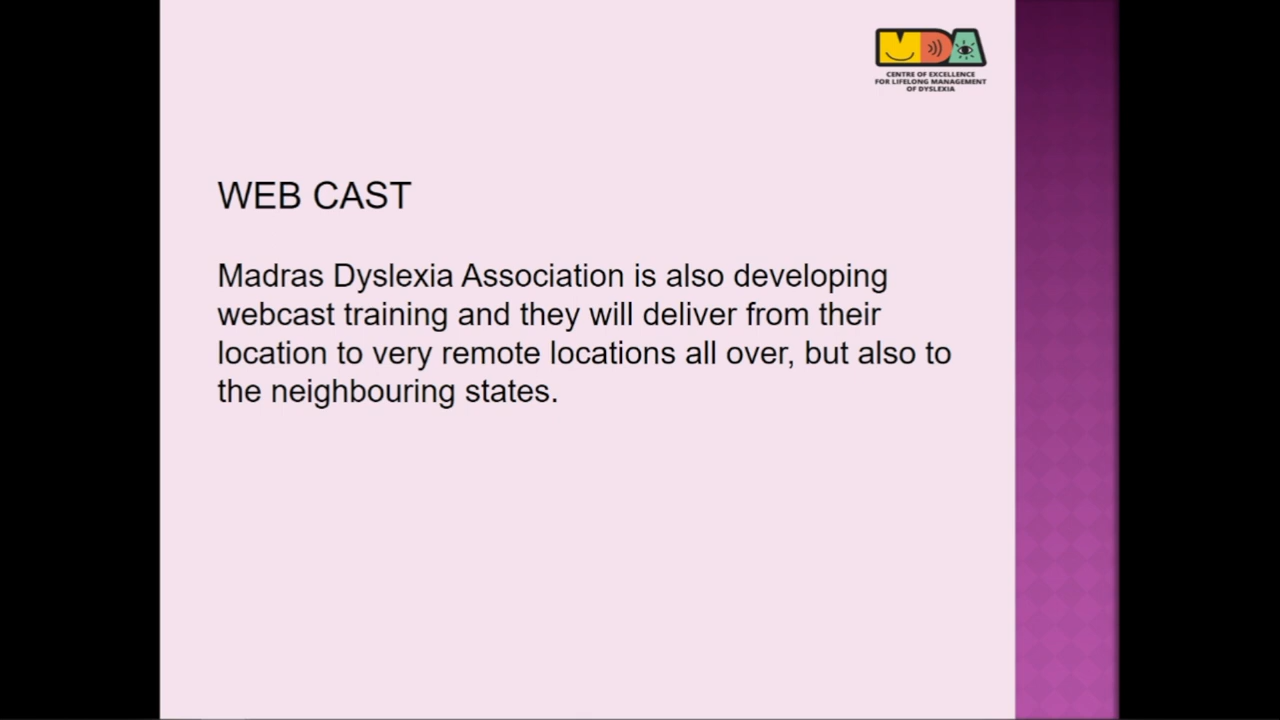 MDA
CENTRE OF EXCELLENCE
FOR LIFELONG MANAGEMENT
OF DYSLEXIA
WEB CAST
Madras Dyslexia Association is also developing
webcast training and they will deliver from their
location to very remote locations all over, but also to
the neighbouring states.